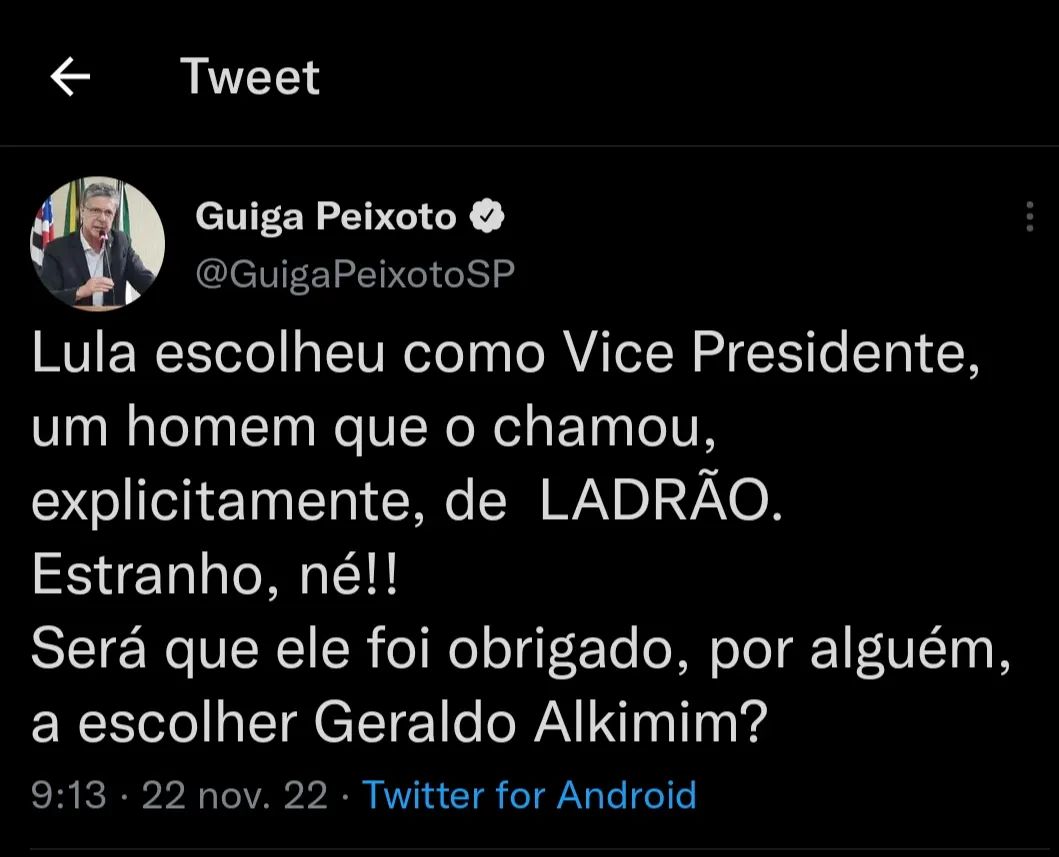 Tweet
Guiga Peixoto
@GuigaPeixotoSP
Lula escolheu como Vice Presidente,
um homem que o chamou,
explicitamente, de  LADRÃO.
Estranho, né!!
Será que ele foi obrigado, por alguém,
a escolher Geraldo Alkimim?
9:13 · 22 nov. 22 · Twitter for Android